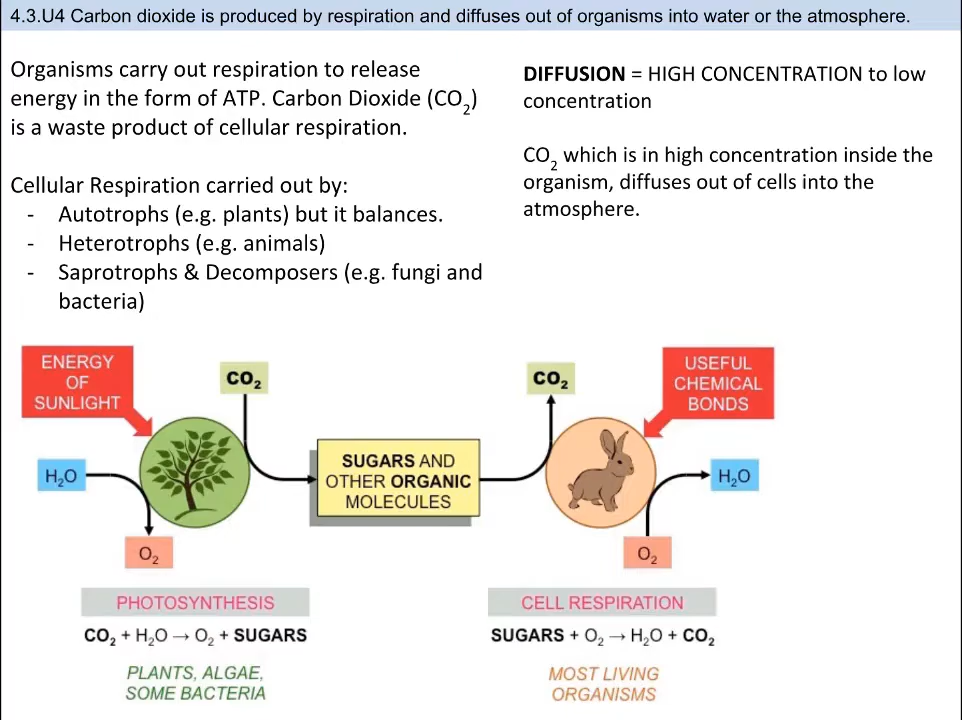 4.3.U4 Carbon dioxide is produced by respiration and diffuses out of organisms into water or the atmosphere.
Organisms carry out respiration to release
energy in the form of ATP. Carbon Dioxide (CO₂)
is a waste product of cellular respiration.
Cellular Respiration carried out by:
- Autotrophs (e.g. plants) but it balances.
- Heterotrophs (e.g. animals)
- Saprotrophs & Decomposers (e.g. fungi and
bacteria)
DIFFUSION = HIGH CONCENTRATION to low
concentration
CO₂ which is in high concentration inside the
organism, diffuses out of cells into the
atmosphere.
ENERGY
OF
SUNLIGHT
CO₂
H₂O
O₂
SUGARS AND
OTHER ORGANIC
MOLECULES
CO₂
USEFUL
CHEMICAL
BONDS
H₂O
O₂
PHOTOSYNTHESIS
CO₂ + H₂O → O₂ + SUGARS
PLANTS, ALGAE,
SOME BACTERIA
CELL RESPIRATION
SUGARS + O₂ → H₂O + CO₂
MOST LIVING
ORGANISMS